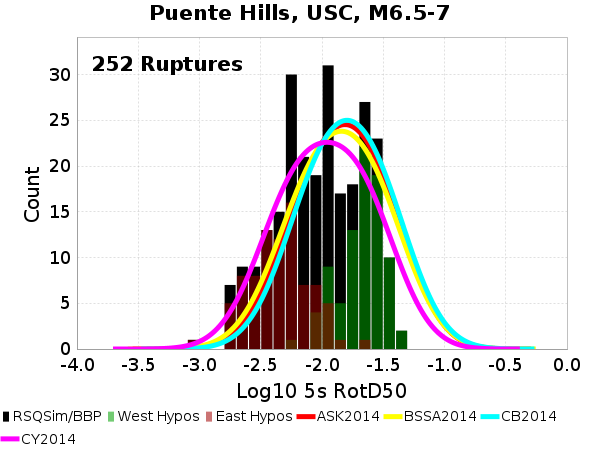 Puente Hills, USC, M6.5-7
252 Ruptures
Count
30
25
20
15
10
5
0
-4.0 -3.5 -3.0 -2.5 -2.0 -1.5 -1.0 -0.5 0.0
Log10 5s RotD50
RSQSim/BBP West Hypos East Hypos ASK2014 BSSA2014 CB2014
CY2014